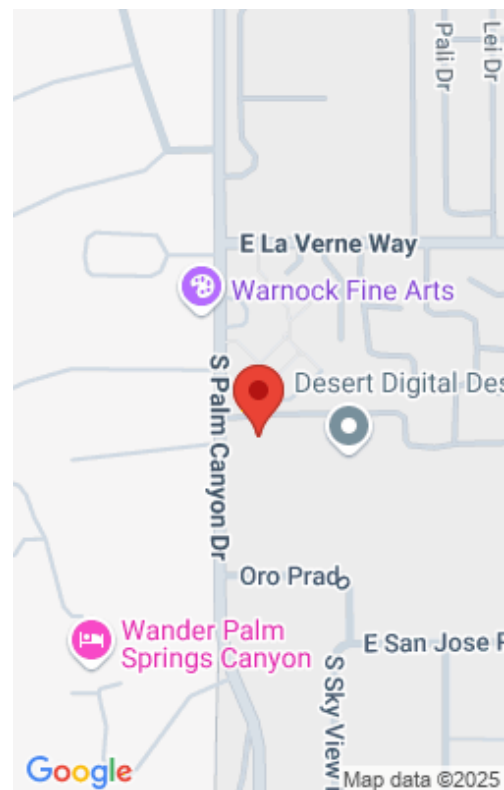 Pali Dr
Lei Dr
E La Verne Way
Warnock Fine Arts
S Palm Canyon Dr
Desert Digital Des
Oro Prado
Wander Palm
Springs Canyon
E San Jose R
S Sky View
Google
Map data ©2025